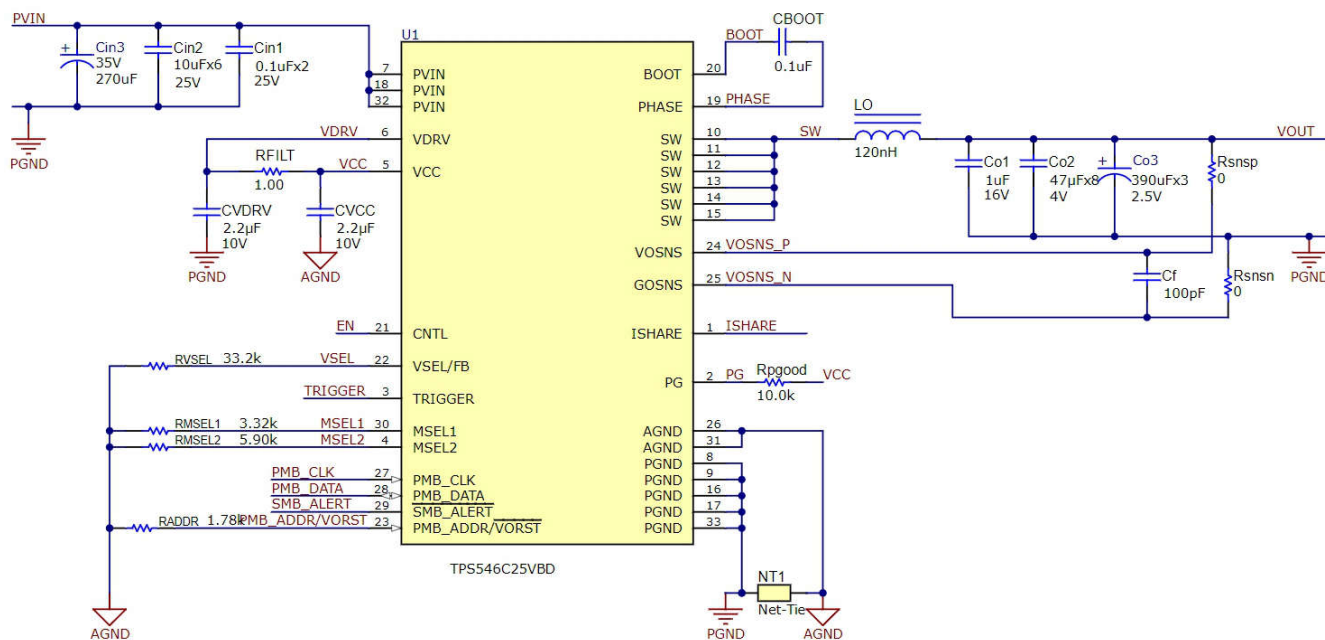 PVIN
Cin3
35V
270uF
Cin2
10uFx6
25V
Cin1
0.1uFx2
25V
PGND
U1
7 PVIN
18 PVIN
32 PVIN
VDRV 6 VDRV
RFILT
1.00
VCC 5 VCC
CVDRV
2.2µF
10V
PGND
CVCC
2.2µF
10V
AGND
EN 21 CNTL
RVSEL 33.2k VSEL 22 VSEL/FB
TRIGGER 3 TRIGGER
RMSEL1 3.32k MSEL1 30 MSEL1
RMSEL2 5.90k MSEL2 4 MSEL2
PMB_CLK 27 PMB_CLK
PMB_DATA 28 PMB_DATA
SMB_ALERT 29 SMB_ALERT
RADDR 1.78k PMB_ADDR/VORST 23 PMB_ADDR/VORST
AGND
TPS546C25VBD
BOOT 20 BOOT
CBOOT
0.1uF
PHASE 19 PHASE
SW 10 SW
SW 11
SW 12
SW 13
SW 14
SW 15
LO
120nH
VOUT
Co1
1uF
16V
Co2
47µFx8
4V
Co3
390uFx3
2.5V
Rsnsp
0
PGND
VOSNS 24 VOSNS_P
GOSNS 25 VOSNS_N
Cf
100pF
Rsnsn
0
ISHARE 1 ISHARE
PG 2 PG
Rpgood
10.0k
VCC
AGND 26
AGND 31
PGND 8
PGND 9
PGND 16
PGND 17
PGND 33
NT1
Net-Tie
PGND
AGND